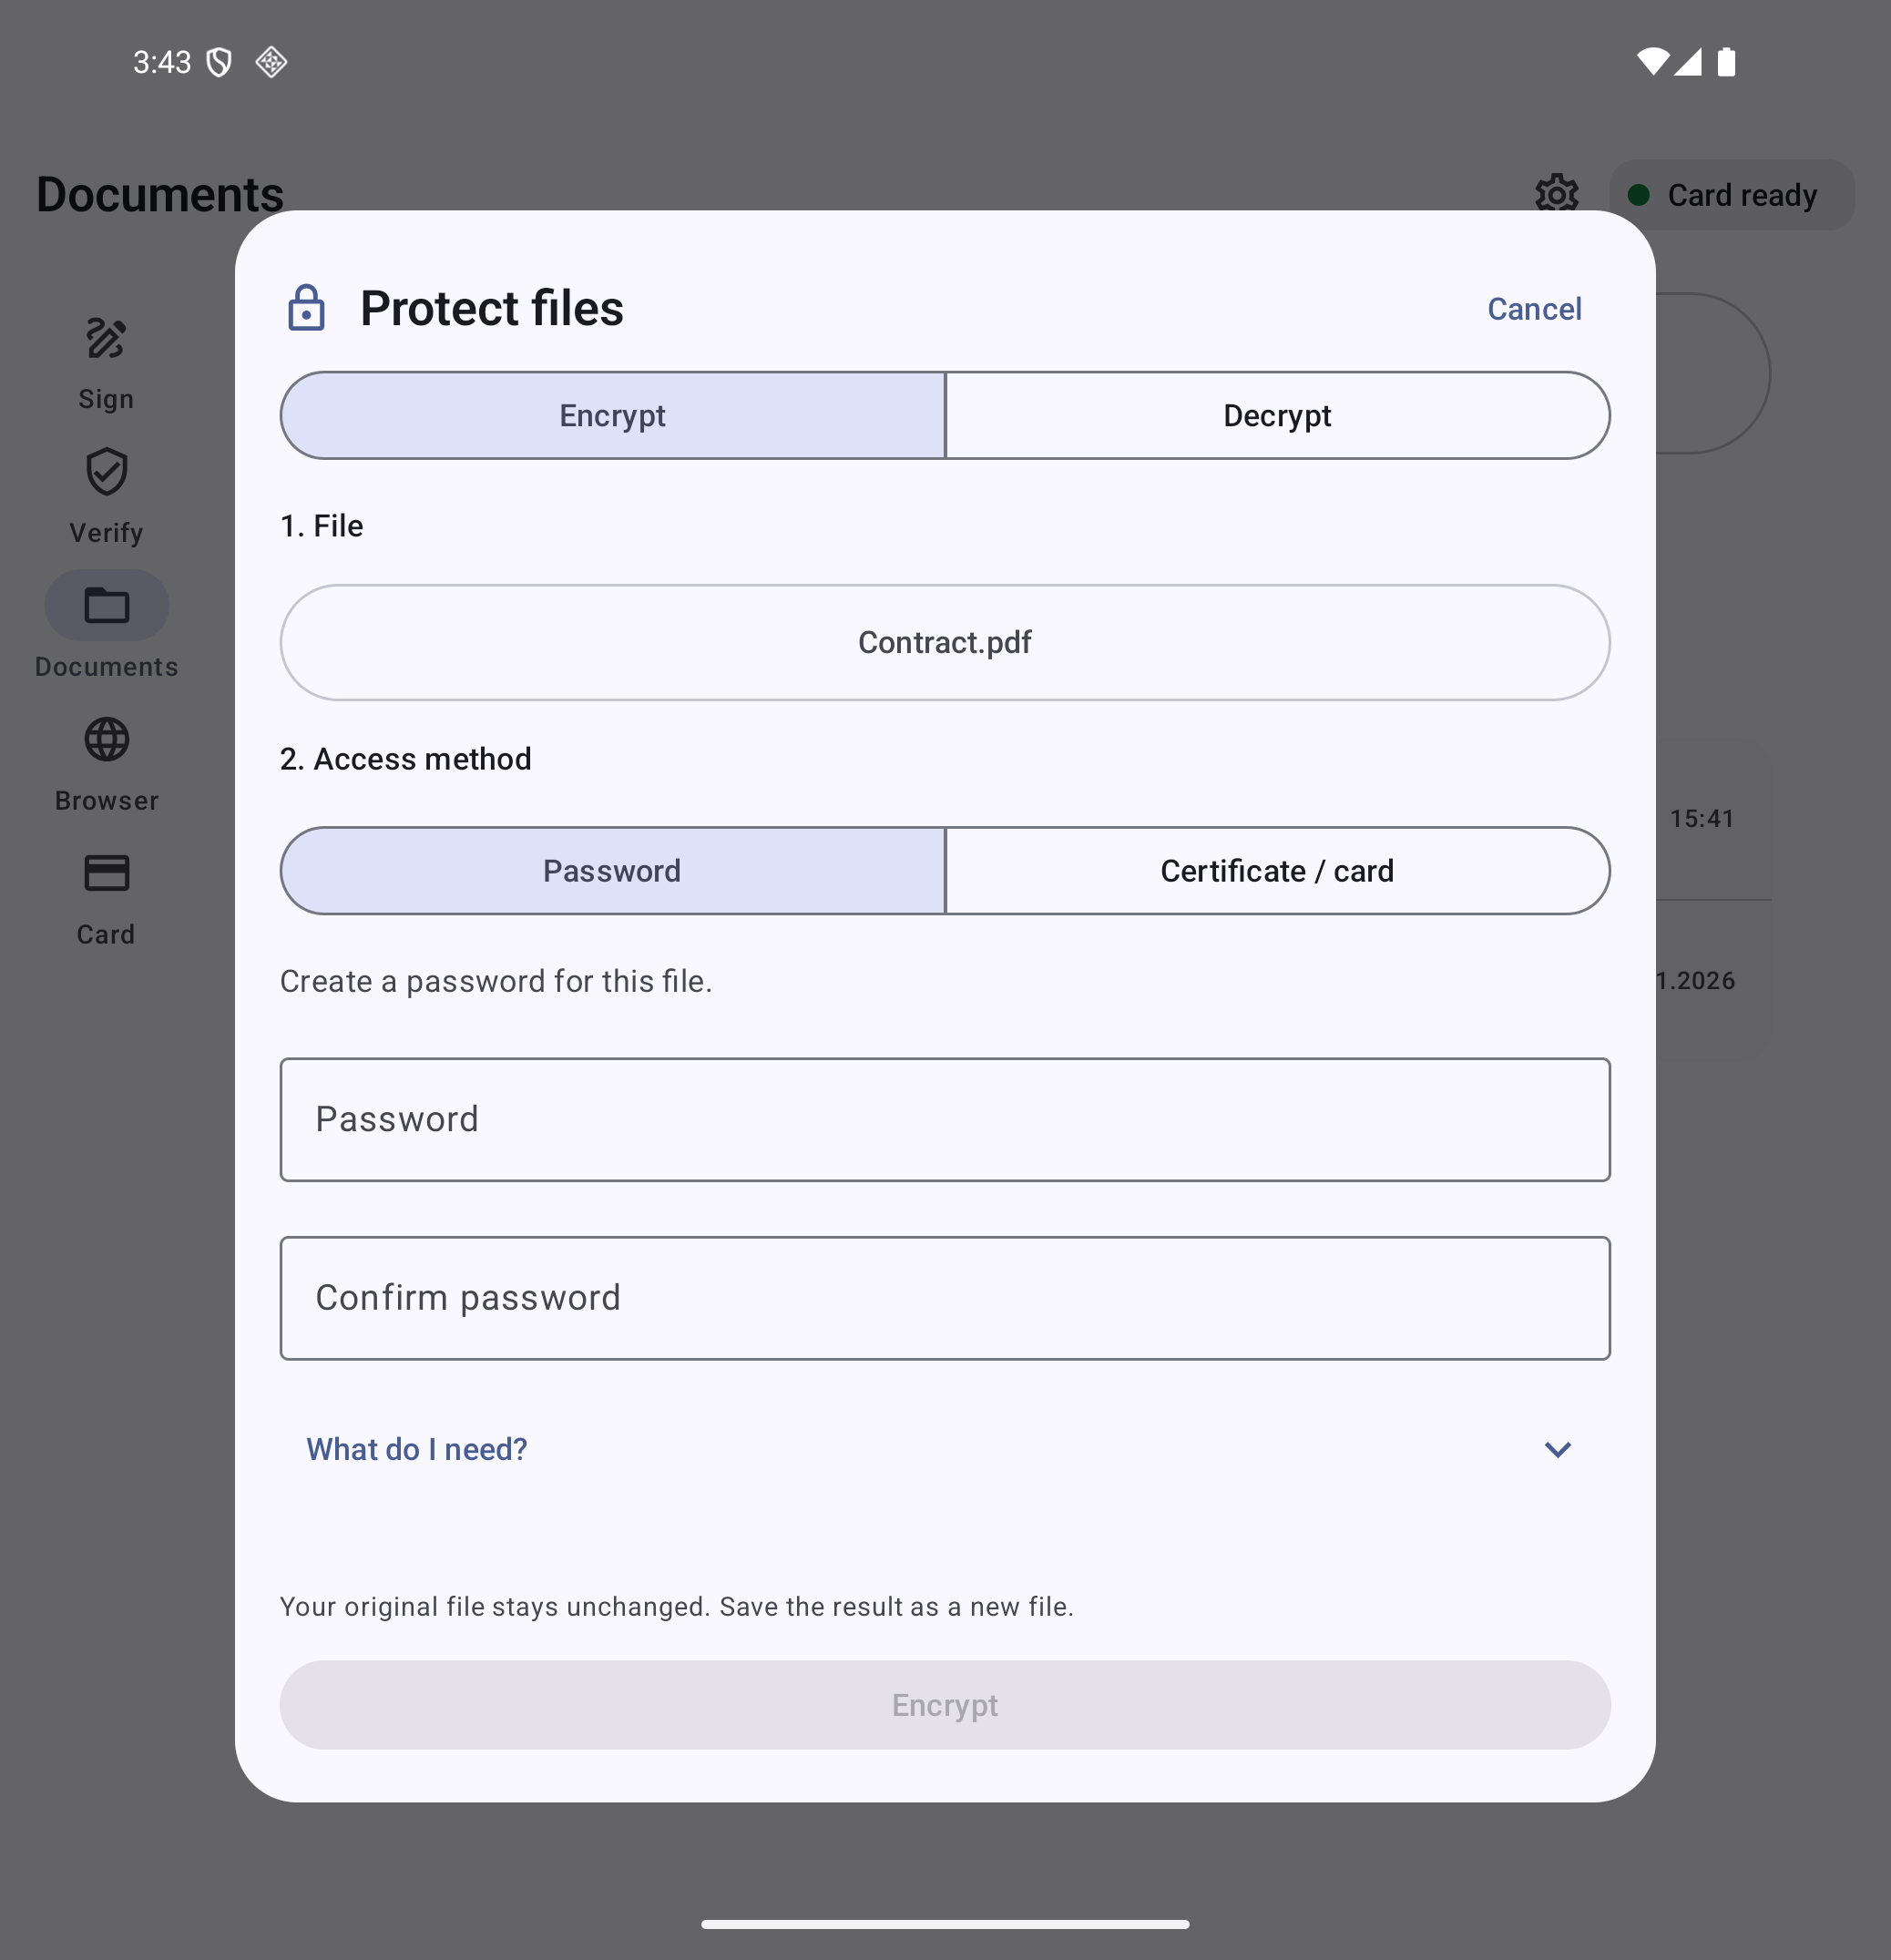 3:43
Documents
Card ready
Protect files
Cancel
Encrypt
Decrypt
Sign
1. File
Verify
Contract.pdf
Documents
2. Access method
Browser
15:41
Password
Certificate / card
Card
Create a password for this file.
1.2026
Password
Confirm password
What do I need?
Your original file stays unchanged. Save the result as a new file.
Encrypt